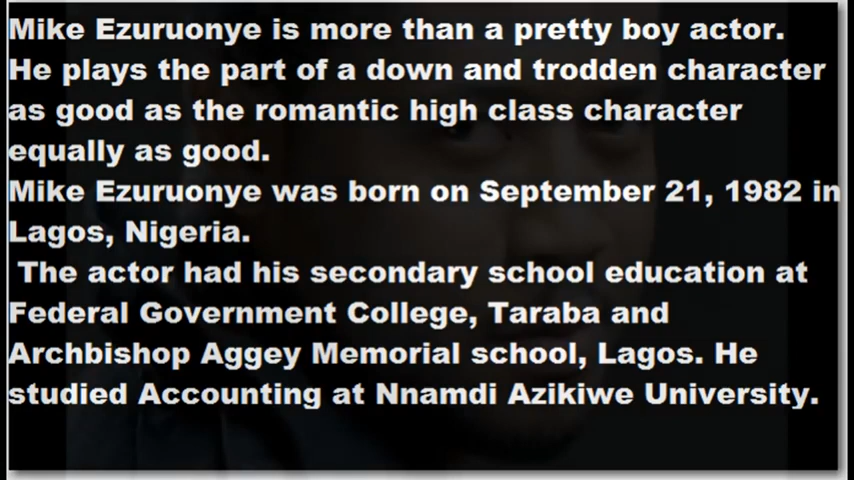 Mike Ezuruonye is more than a pretty boy actor.
He plays the part of a down and trodden character
as good as the romantic high class character
equally as good.
Mike Ezuruonye was born on September 21, 1982 in
Lagos, Nigeria.
The actor had his secondary school education at
Federal Government College, Taraba and
Archbishop Aggey Memorial school, Lagos. He
studied Accounting at Nnamdi Azikiwe University.